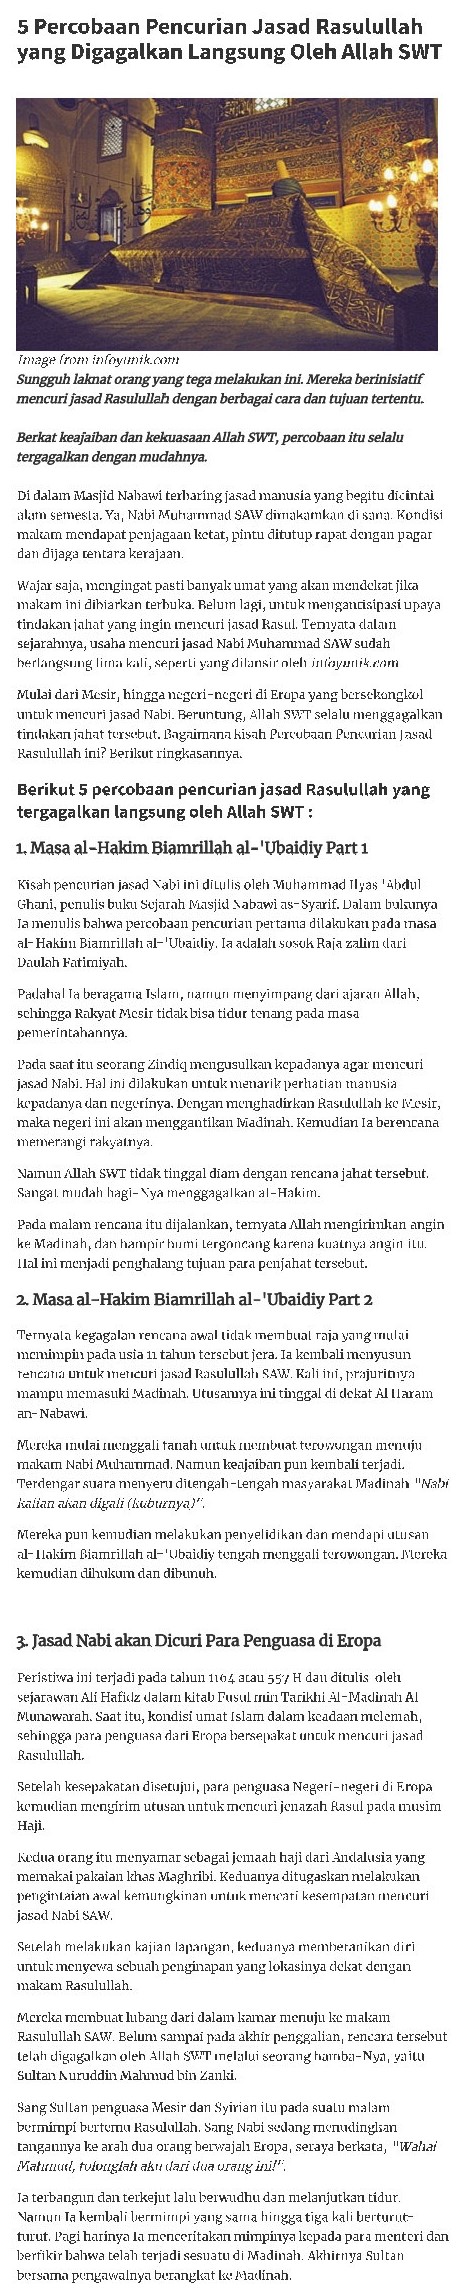 5 Percobaan Pencurian Jasad Rasulullah
yang Digagalkan Langsung Oleh Allah SWT
Image from infoyunik.com
Sungguh laknat orang yang tega melakukan ini. Mereka berinisiatif
mencuri jasad Rasulullah dengan berbagai cara dan tujuan tertentu.
Berkat keajaiban dan kekuasaan Allah SWT, percobaan itu selalu
tergagalkan dengan mudahnya.
Di dalam Masjid Nabawi terbaring jasad manusia yang begitu dicintai
alam semesta. Ya, Nabi Muhammad SAW dimakamkan di sana. Kondisi
makam mendapat penjagaan ketat, pintu ditutup rapat dengan pagar
dan dijaga tentara kerajaan.
Wajar saja, mengingat pasti banyak umat yang akan mendekat jika
makam ini dibiarkan terbuka. Belum lagi, untuk mengantisipasi upaya
tindakan jahat yang ingin mencuri jasad Rasul. Ternyata dalam
sejarahnya, usaha mencuri jasad Nabi Muhammad SAW sudah
berlangsung lima kali, seperti yang dilansir oleh infoyunik.com
Mulai dari Mesir, hingga negeri-negeri di Eropa yang bersekongkol
untuk mencuri jasad Nabi. Beruntung, Allah SWT selalu menggagalkan
tindakan jahat tersebut. Bagaimana Kisah Percobaan Pencurian Jasad
Rasulullah ini? Berikut ringkasannya.
Berikut 5 percobaan pencurian jasad Rasulullah yang
tergagalkan langsung oleh Allah SWT :
1. Masa al-Hakim Biamrillah al-'Ubaidiy Part 1
Kisah pencurian jasad Nabi ini ditulis oleh Muhammad Ilyas 'Abdul
Ghani, penulis buku Sejarah Masjid Nabawi as-Syarif. Dalam bukunya
Ia menulis bahwa percobaan pencurian pertama dilakukan pada masa
al-Hakim Biamrillah al-'Ubaidiy. Ia adalah sosok Raja zalim dari
Daulah Fatimiyah.
Padahal Ia beragama Islam, namun menyimpang dari ajaran Allah,
sehingga Rakyat Mesir tidak bisa tidur tenang pada masa
pemerintahannya.
Pada saat itu seorang Zindiq mengusulkan kepadanya agar mencuri
jasad Nabi. Hal ini dilakukan untuk menarik perhatian manusia
kepadanya dan negerinya. Dengan menghadirkan Rasulullah ke Mesir,
maka negeri ini akan menggantikan Madinah. Kemudian Ia berencana
memerangi rakyatnya.
Namun Allah SWT tidak tinggal diam dengan rencana jahat tersebut.
Sangat mudah bagi-Nya menggagalkan al-Hakim.
Pada malam rencana itu dijalankan, ternyata Allah mengirimkan angin
ke Madinah, dan hampir bumi tergoncang karena kuatnya angin itu.
Hal ini menjadi penghalang tujuan para penjahat tersebut.
2. Masa al-Hakim Biamrillah al-'Ubaidiy Part 2
Ternyata kegagalan rencana awal tidak membuat raja yang mulai
memimpin pada usia 11 tahun tersebut jera. Ia kembali menyusun
rencana untuk mencuri jasad Rasulullah SAW. Kali ini, prajuritnya
mampu memasuki Madinah. Utusannya ini tinggal di dekat Al Haram
an-Nabawi.
Mereka mulai menggali tanah untuk membuat terowongan menuju
makam Nabi Muhammad. Namun keajaiban pun kembali terjadi.
Terdengar suara menyeru ditengah-tengah masyarakat Madinah "Nabi
kalian akan digali (kuburnya)".
Mereka pun kemudian melakukan penyelidikan dan mendapi utusan
al-Hakim Biamrillah al-'Ubaidiy tengah menggali terowongan. Mereka
kemudian dihukum dan dibunuh.
3. Jasad Nabi akan Dicuri Para Penguasa di Eropa
Peristiwa ini terjadi pada tahun 1164 atau 557 H dan ditulis oleh
sejarawan Ali Hafidz dalam kitab Fusul min Tarikhi Al-Madinah Al
Munawarah. Saat itu, kondisi umat Islam dalam keadaan melemah,
sehingga para penguasa dari Eropa bersepakat untuk mencuri jasad
Rasulullah.
Setelah kesepakatan disetujui, para penguasa Negeri-negeri di Eropa
kemudian mengirim utusan untuk mencuri jenazah Rasul pada musim
Haji.
Kedua orang itu menyamar sebagai jemaah haji dari Andalusia yang
memakai pakaian khas Maghribi. Keduanya ditugaskan melakukan
pengintaian awal kemungkinan untuk mencari kesempatan mencuri
jasad Nabi SAW.
Setelah melakukan kajian lapangan, keduanya memberanikan diri
untuk menyewa sebuah penginapan yang lokasinya dekat dengan
makam Rasulullah.
Mereka membuat lubang dari dalam kamar menuju ke makam
Rasulullah SAW. Belum sampai pada akhir penggalian, rencara tersebut
telah digagalkan oleh Allah SWT melalui seorang hamba-Nya, yaitu
Sultan Nuruddin Mahmud bin Zanki.
Sang Sultan penguasa Mesir dan Syirian itu pada suatu malam
bermimpi bertemu Rasulullah. Sang Nabi sedang menudingkan
tangannya ke arah dua orang berwajah Eropa, seraya berkata, "Wahai
Mahmud, tolonglah aku dari dua orang ini!".
Ia terbangun dan terkejut lalu berwudhu dan melanjutkan tidur.
Namun Ia kembali bermimpi yang sama hingga tiga kali berturut-
turut. Pagi harinya Ia menceritakan mimpinya kepada para menteri dan
berfikir bahwa telah terjadi sesuatu di Madinah. Akhirnya Sultan
bersama pengawalnya berangkat ke Madinah.